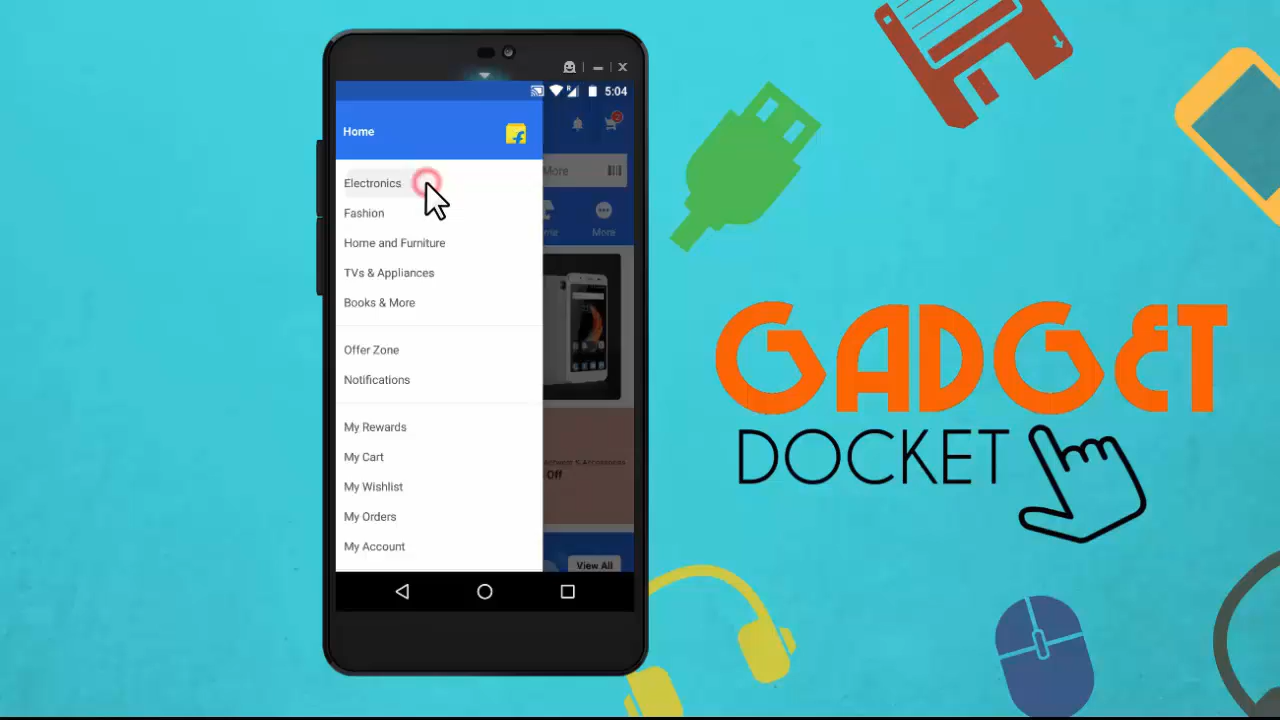 5:04
Home
Electronics
More
Fashion
More
Home and Furniture
TVs & Appliances
Books & More
Offer Zone
Notifications
My Rewards
Off
My Cart
My Wishlist
My Orders
My Account
View All
GADGET
DOCKET